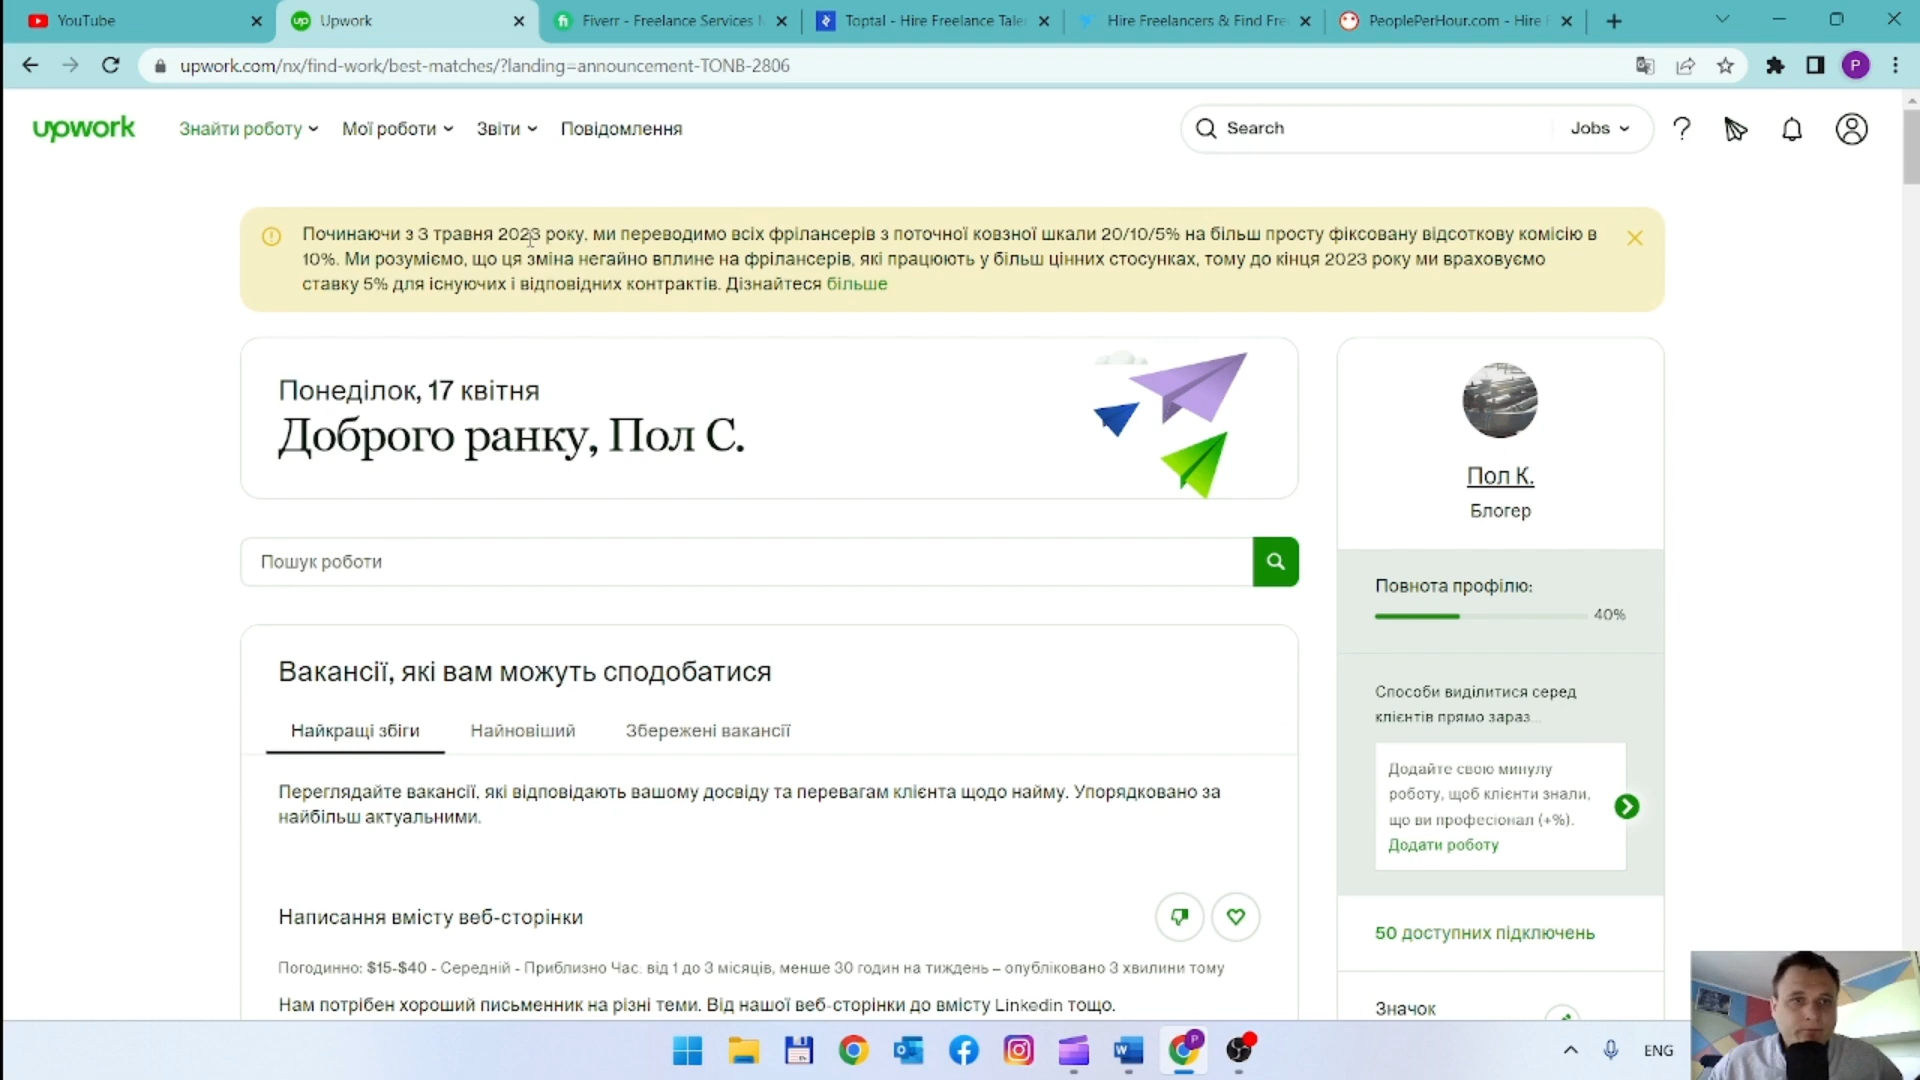 YouTube
Upwork
Fiverr - Freelance Services
Toptal - Hire Freelance Tale
Hire Freelancers & Find Fre
PeoplePerHour.com - Hire
upwork.com/nx/find-work/best-matches/?landing=announcement-TONB-2806
P
upwork
Знайти роботу
Мої роботи
Звіти
Повідомлення
Search
Jobs
Починаючи з 3 травня 2023 року, ми переводимо всіх фрілансерів з поточної ковзної шкали 20/10/5% на більш просту фіксовану відсоткову комісію в
10%. Ми розуміємо, що ця зміна негайно вплине на фрілансерів, які працюють у більш цінних стосунках, тому до кінця 2023 року ми враховуємо
ставку 5% для існуючих і відповідних контрактів. Дізнайтеся більше
Понеділок, 17 квітня
Доброго ранку, Пол С.
Пол К.
Блогер
Пошук роботи
Повнота профілю:
40%
Вакансії, які вам можуть сподобатися
Найкращі збіги
Найновіший
Збережені вакансії
Способи виділитися серед
клієнтів прямо зараз...
Додайте свою минулу
роботу, щоб клієнти знали,
що ви професіонал (+%).
Додати роботу
Переглядайте вакансії, які відповідають вашому досвіду та перевагам клієнта щодо найму. Упорядковано за
найбільш актуальними.
Написання вмісту веб-сторінки
50 доступних підключень
Погодинно: $15-$40 - Середній - Приблизно Час. від 1 до 3 місяців, менше 30 годин на тиждень – опубліковано 3 хвилини тому
Нам потрібен хороший письменник на різні теми. Від нашої веб-сторінки до вмісту Linkedin тощо.
Значок
ENG